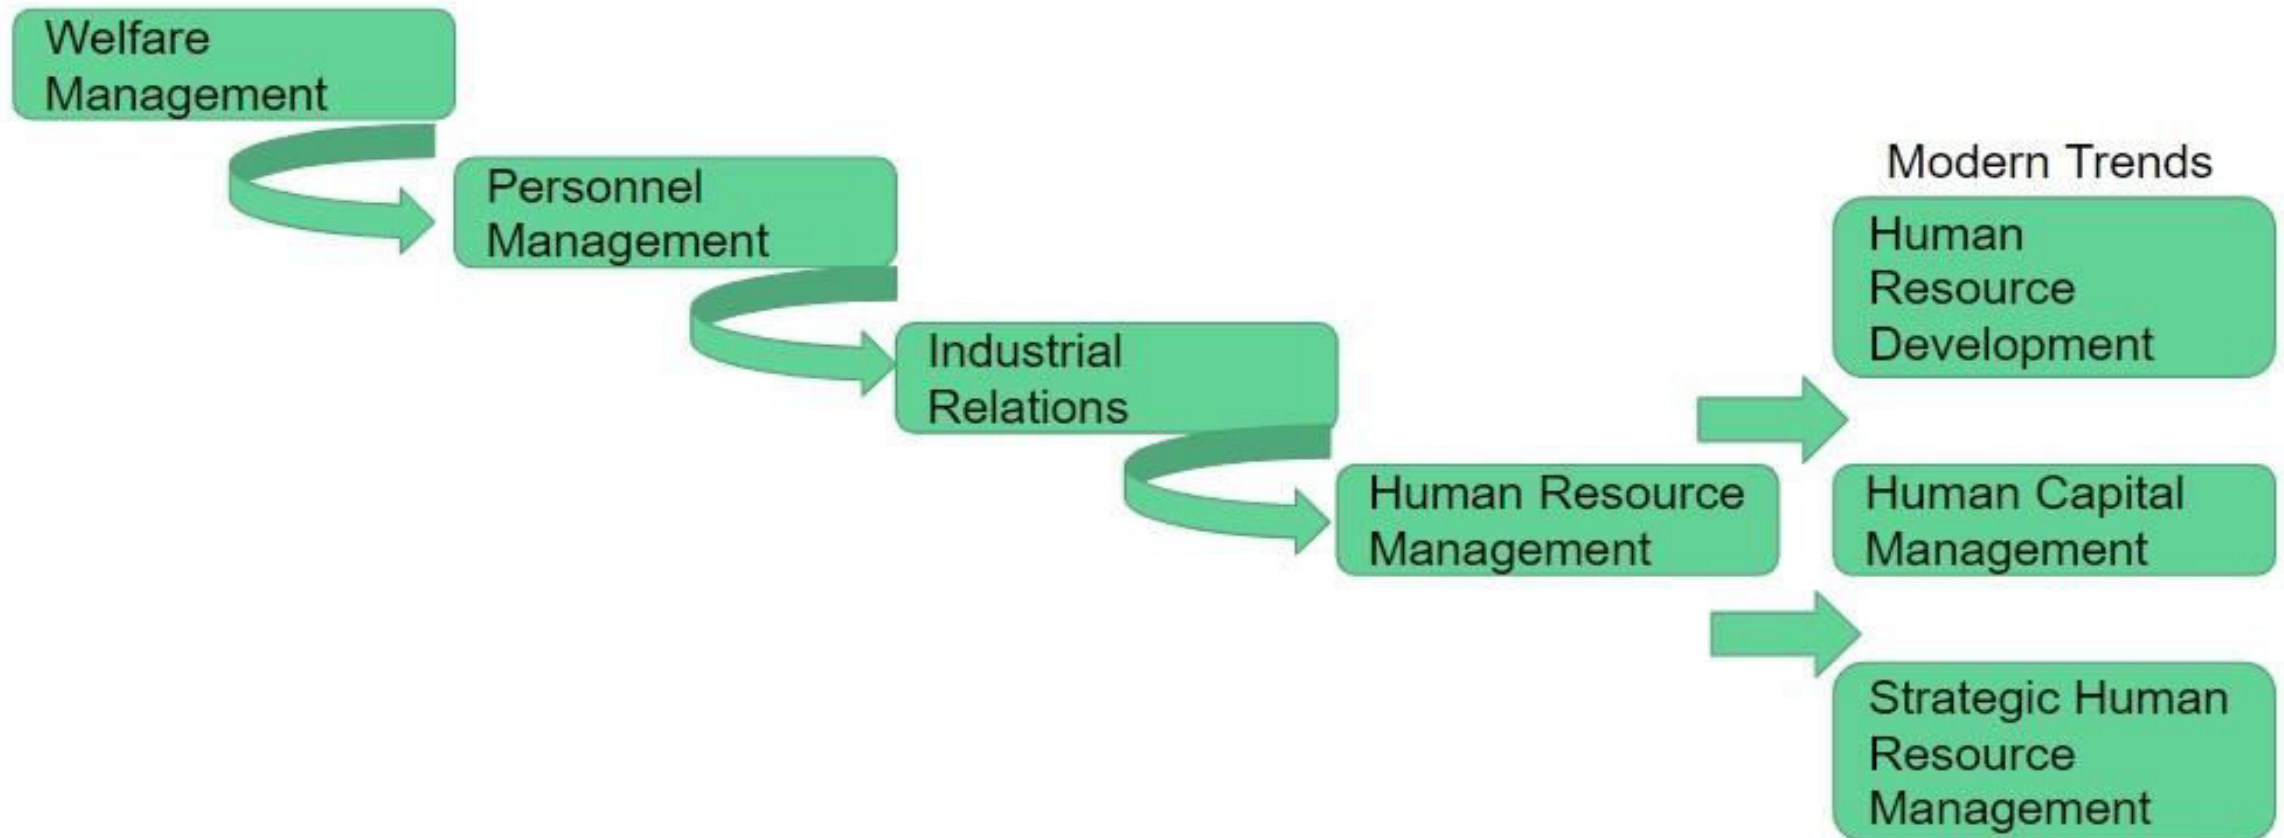 Welfare
Management
Personnel
Management
Industrial
Relations
Human Resource
Management
Modern Trends
Human
Resource
Development
Human Capital
Management
Strategic Human
Resource
Management